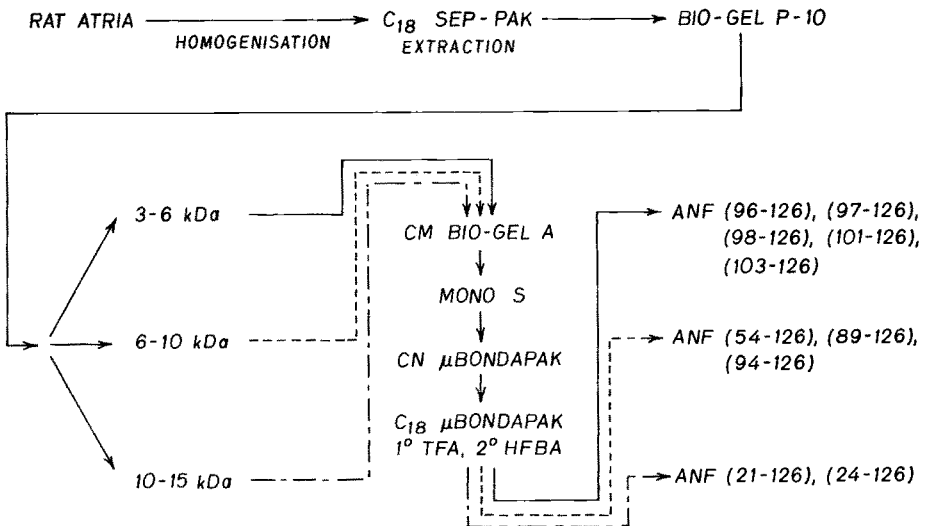 RAT ATRIA
HOMOGENISATION
C18 SEP-PAK
EXTRACTION
BIO-GEL P-10
3-6 kDa
6-10 kDa
10-15 kDa
CM BIO-GEL A
MONO S
CN μBONDAPAK
C18 μBONDAPAK
1° TFA, 2° HFBA
ANF (96-126), (97-126),
(98-126), (101-126),
(103-126)
ANF (54-126), (89-126),
(94-126)
ANF (21-126), (24-126)